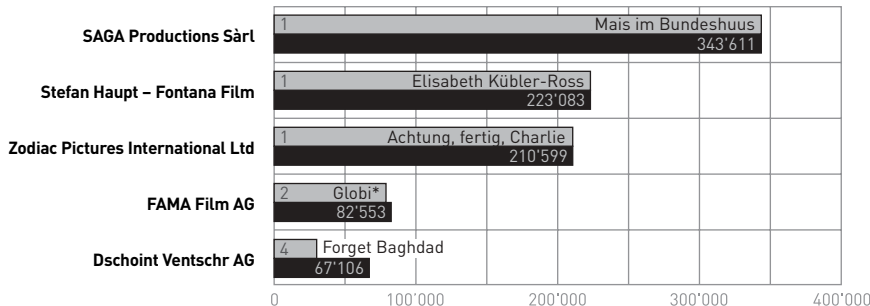 SAGA Productions Sàrl
1 Mais im Bundeshuus
343'611
Stefan Haupt – Fontana Film
1 Elisabeth Kübler-Ross
223'083
Zodiac Pictures International Ltd
1 Achtung, fertig, Charlie
210'599
FAMA Film AG
2 Globi*
82'553
Dschoint Ventschr AG
4 Forget Baghdad
67'106
0 100'000 200'000 300'000 400'000